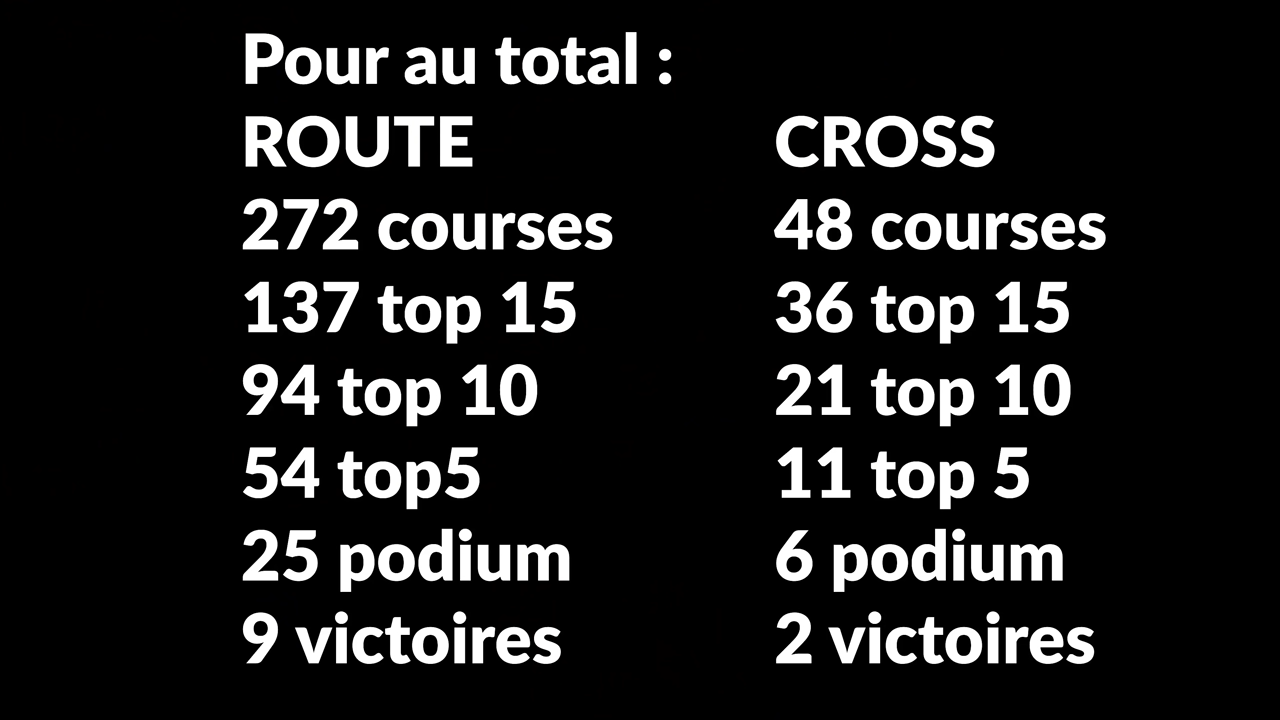 Pour au total :
ROUTE CROSS
272 courses 48 courses
137 top 15 36 top 15
94 top 10 21 top 10
54 top5 11 top 5
25 podium 6 podium
9 victoires 2 victoires